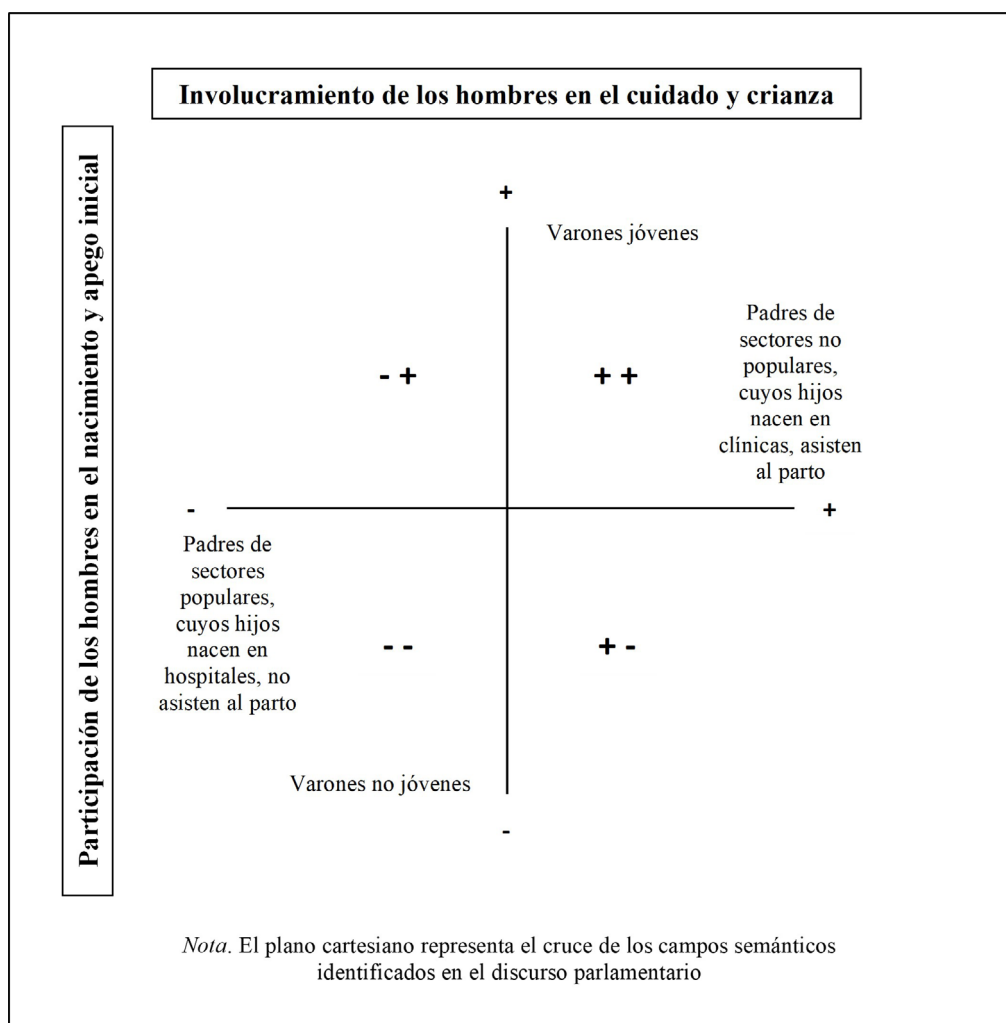 Involucramiento de los hombres en el cuidado y crianza
Participación de los hombres en el nacimiento y apego inicial
+
Varones jóvenes
Padres de
sectores no
populares,
cuyos hijos
nacen en
clínicas, asisten
al parto
- +
+ +
-
+
Padres de
sectores
populares,
cuyos hijos
nacen en
hospitales, no
asisten al parto
- -
+ -
Varones no jóvenes
-
Nota. El plano cartesiano representa el cruce de los campos semánticos
identificados en el discurso parlamentario